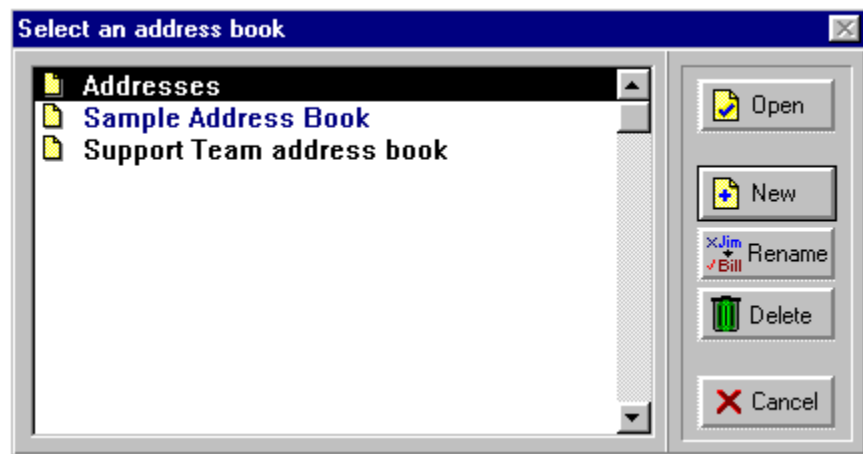 Select an address book
Addresses
Sample Address Book
Support Team address book
Open
New
XJim
√Bill
Rename
Delete
Cancel